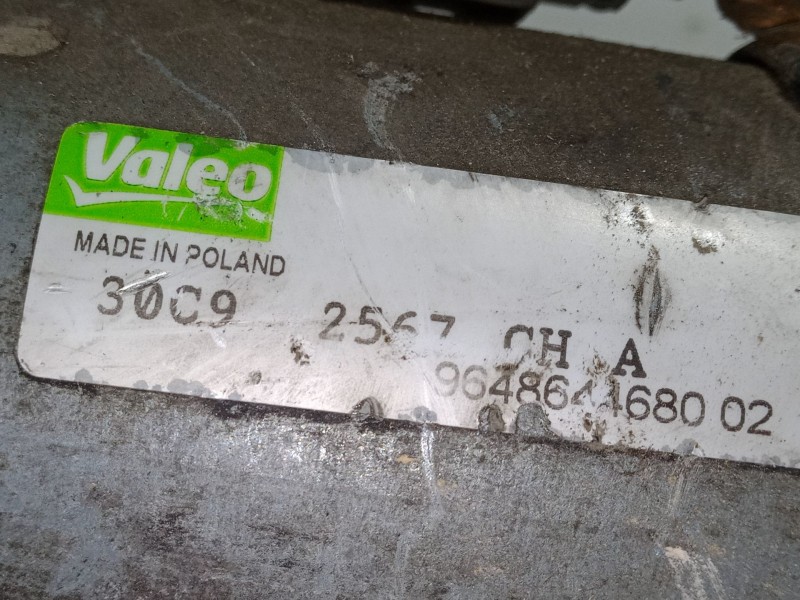 Valeo
MADE IN POLAND
30C9 2567 CH A
9648644680 02